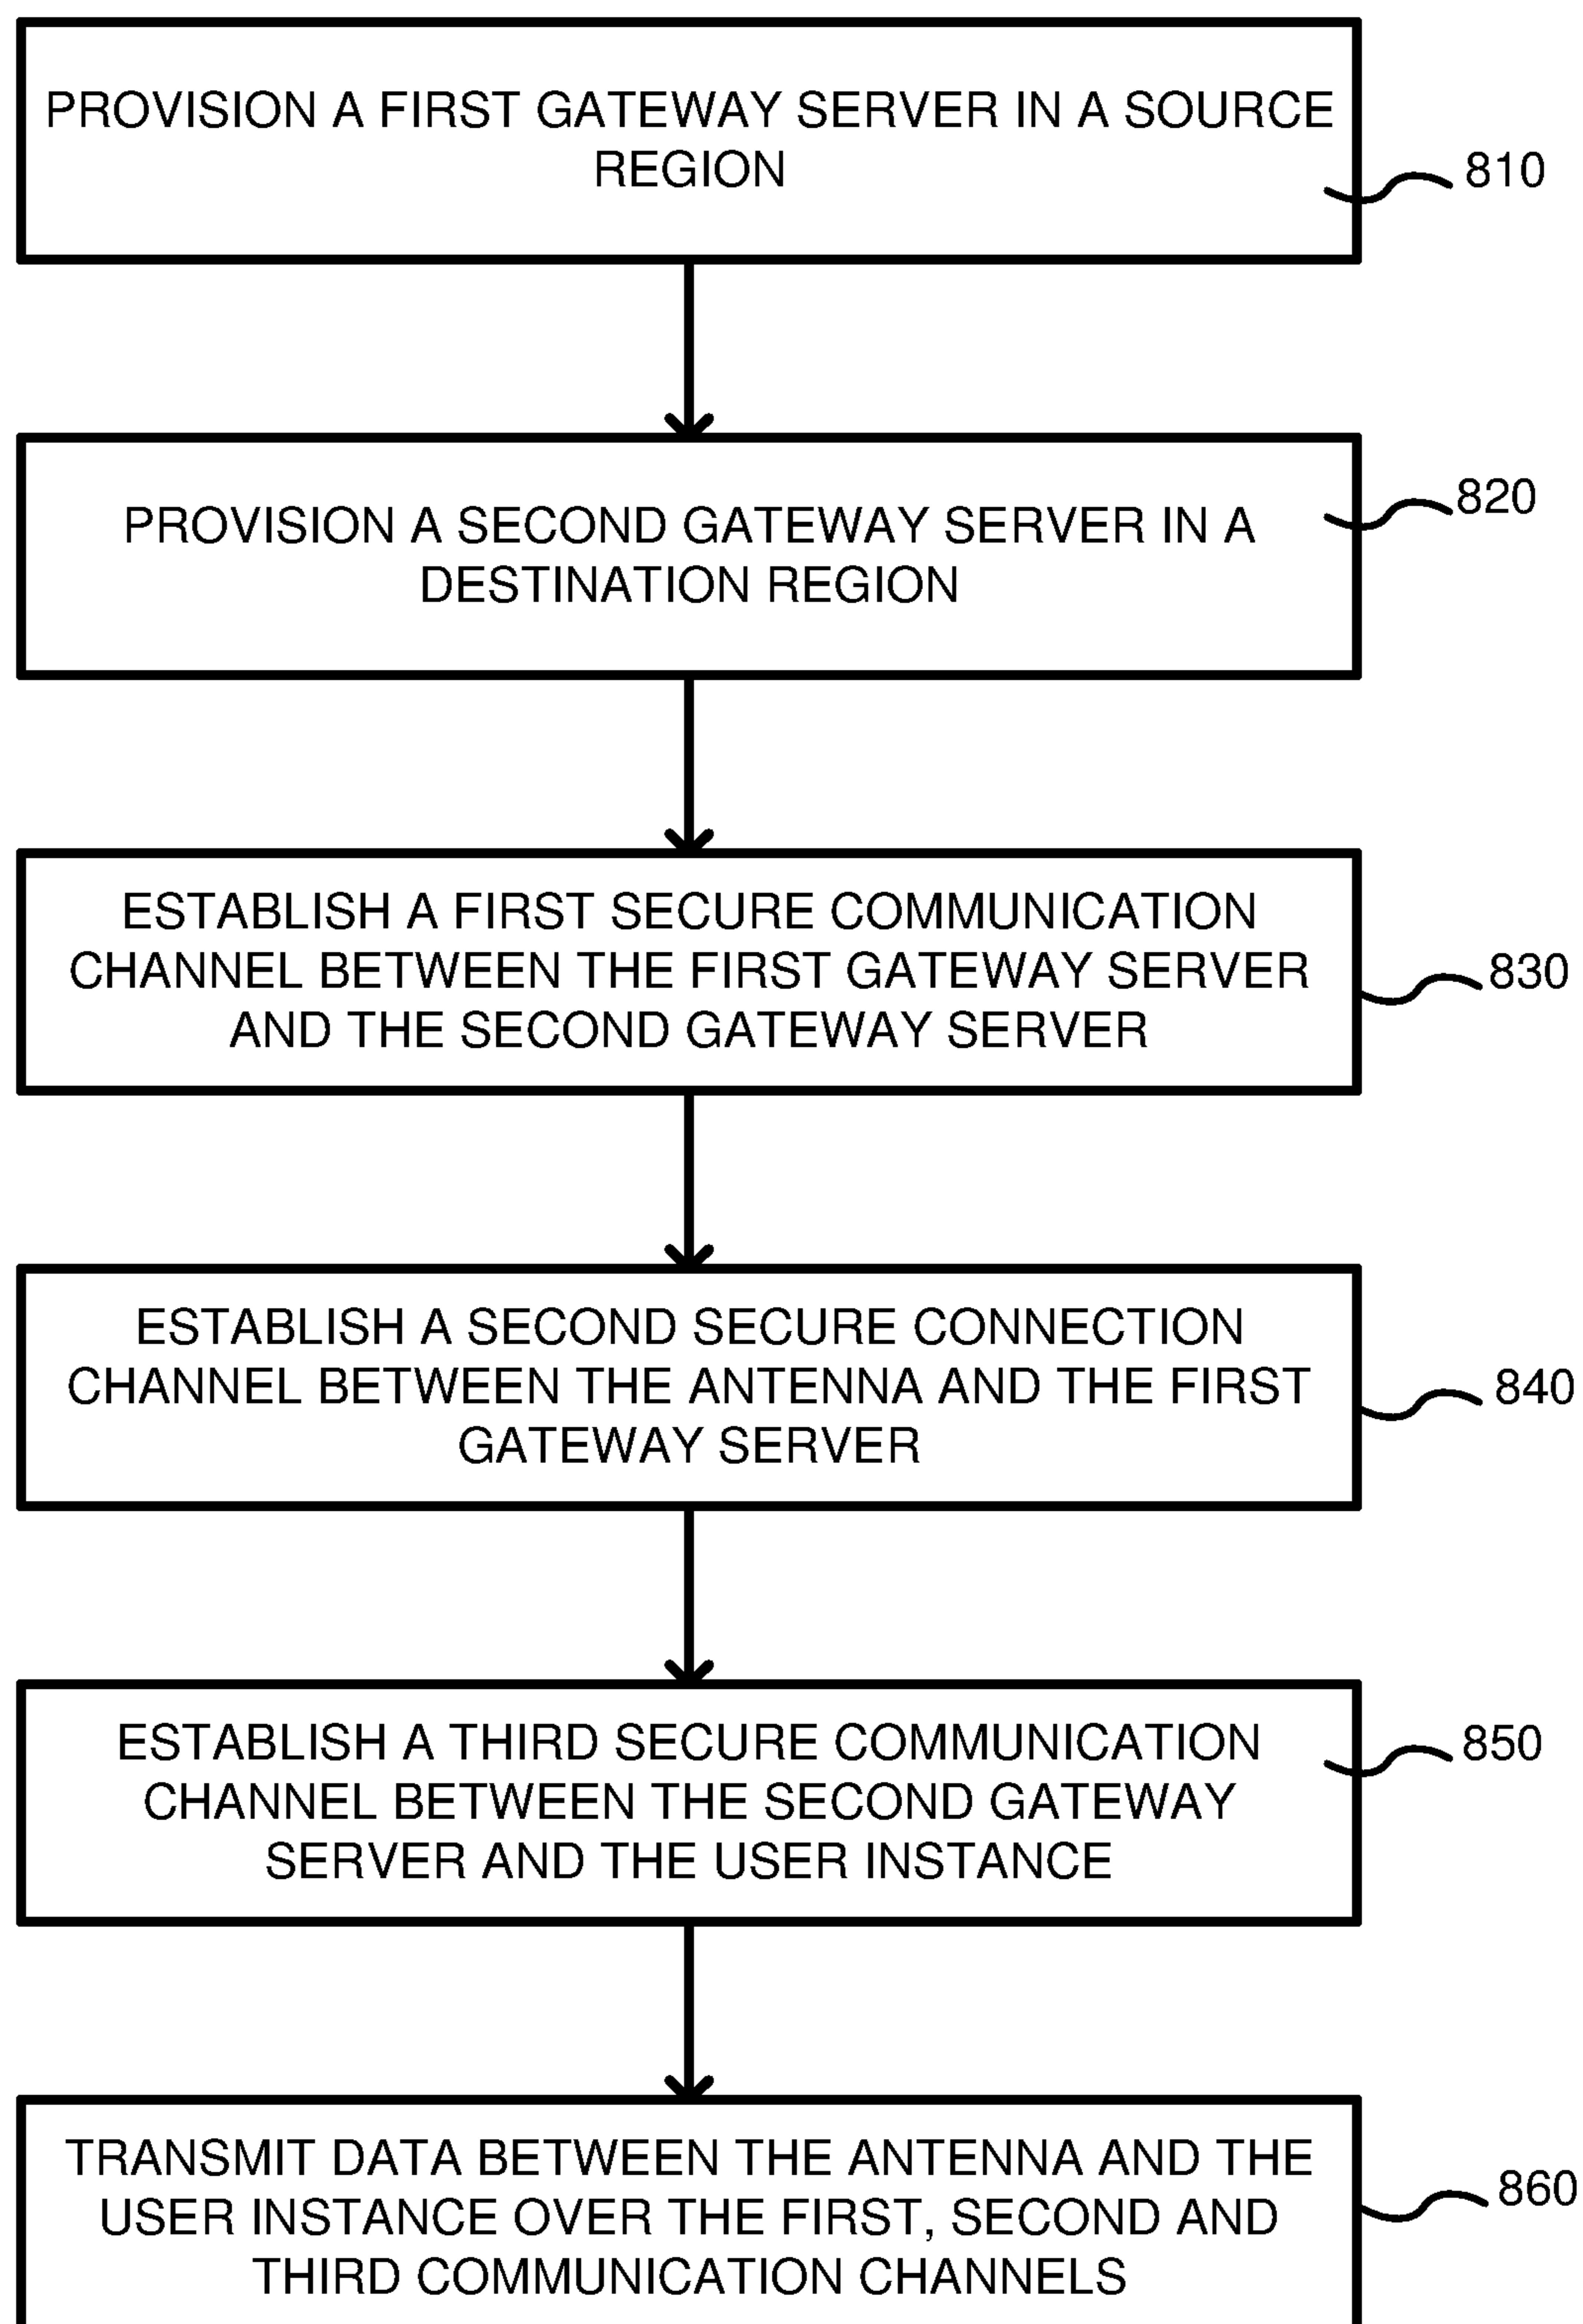 PROVISION A FIRST GATEWAY SERVER IN A SOURCE
REGION
810
PROVISION A SECOND GATEWAY SERVER IN A
DESTINATION REGION
820
ESTABLISH A FIRST SECURE COMMUNICATION
CHANNEL BETWEEN THE FIRST GATEWAY SERVER
AND THE SECOND GATEWAY SERVER
830
ESTABLISH A SECOND SECURE CONNECTION
CHANNEL BETWEEN THE ANTENNA AND THE FIRST
GATEWAY SERVER
840
ESTABLISH A THIRD SECURE COMMUNICATION
CHANNEL BETWEEN THE SECOND GATEWAY
SERVER AND THE USER INSTANCE
850
TRANSMIT DATA BETWEEN THE ANTENNA AND THE
USER INSTANCE OVER THE FIRST, SECOND AND
THIRD COMMUNICATION CHANNELS
860